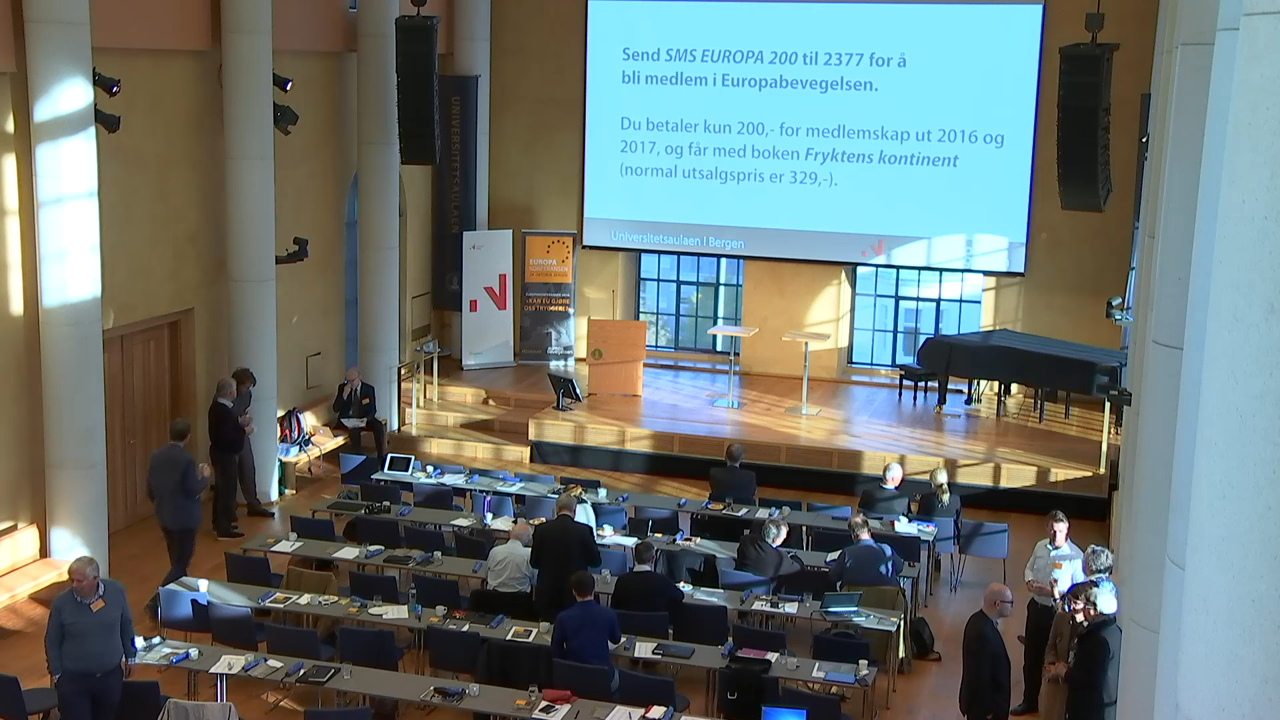 Send SMS EUROPA 200 til 2377 for å
bli medlem i Europabevegelsen.
Du betaler kun 200,- for medlemskap ut 2016 og
2017, og får med boken Fryktens kontinent
(normal utsalgspris er 329,-).
Universitetsaulaen i Bergen
UNIVERSITETSAULAEN
EUROPA
KONFERANSEN
KAN EU GJØRE
OSS TRYGGERE?